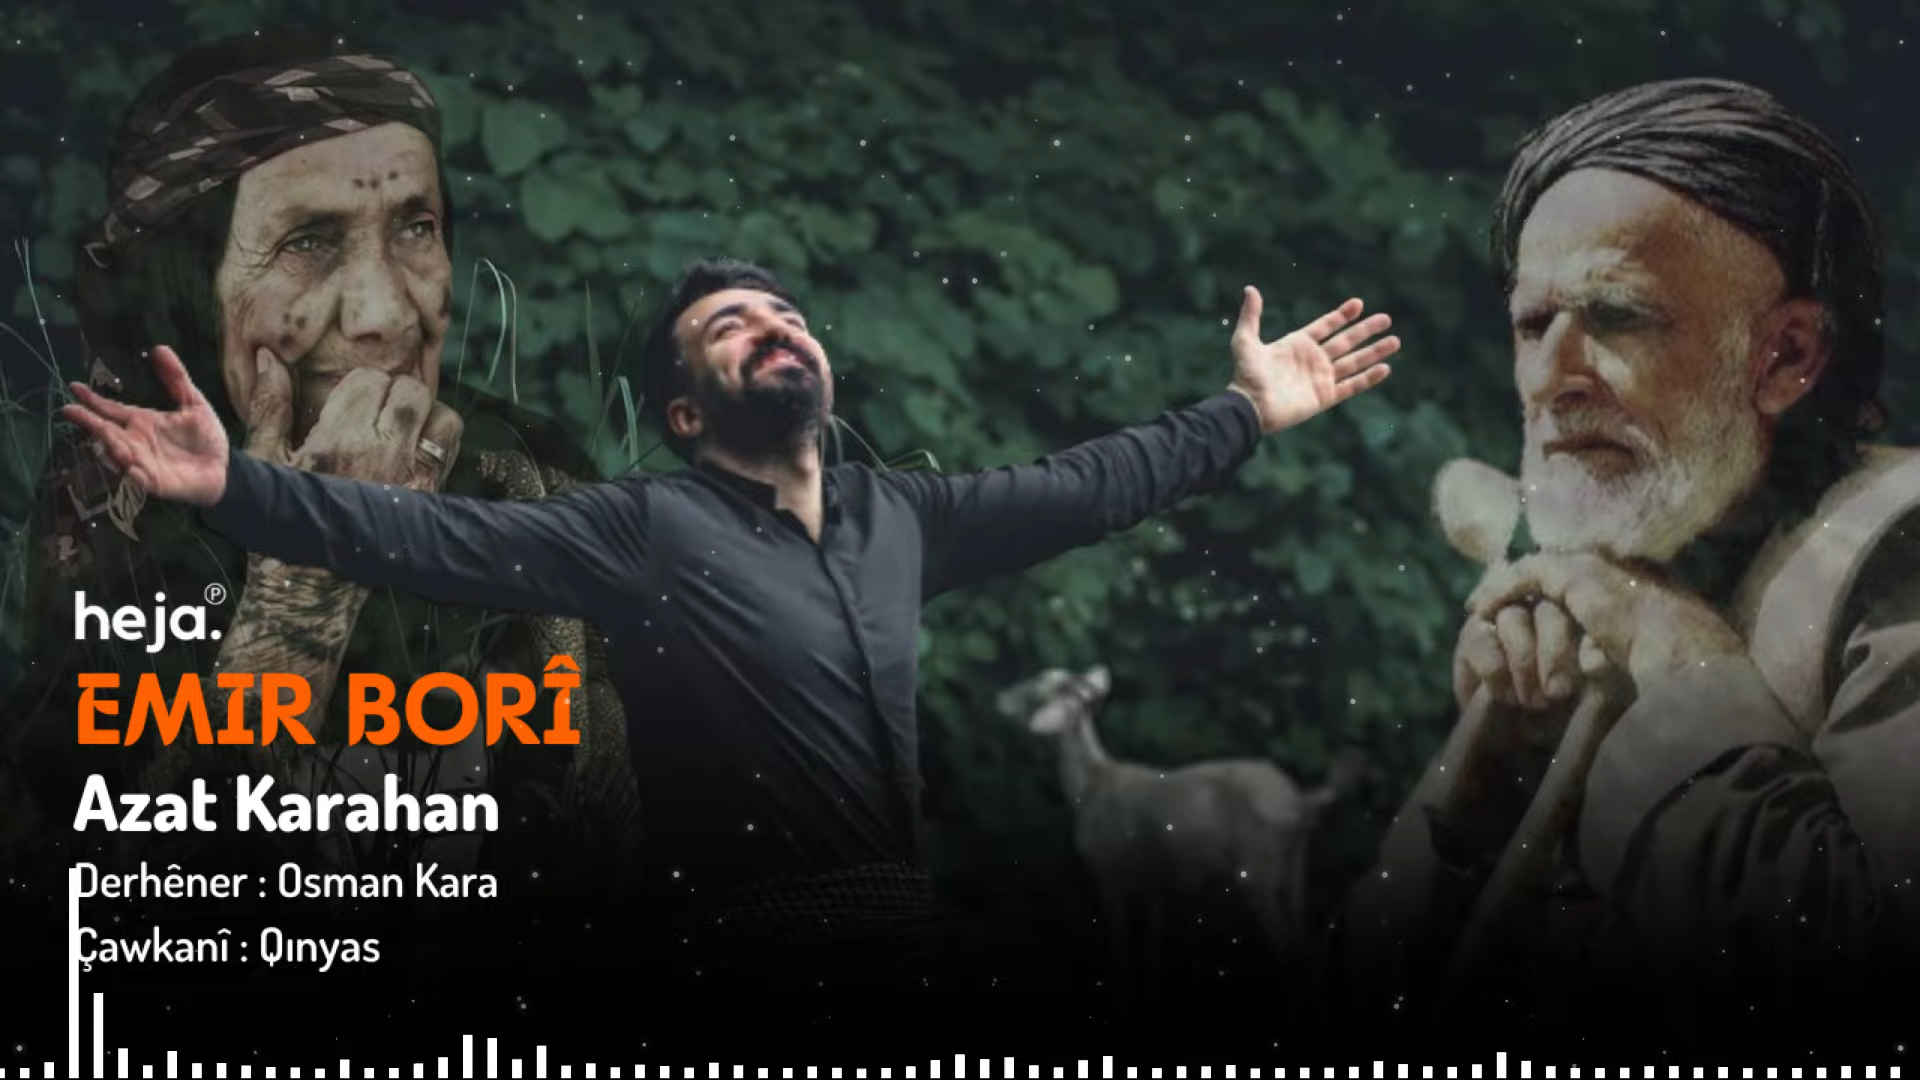 heja.℗
EMIR BORÎ
Azat Karahan
Derhêner : Osman Kara
Çawkanî : Qınyas